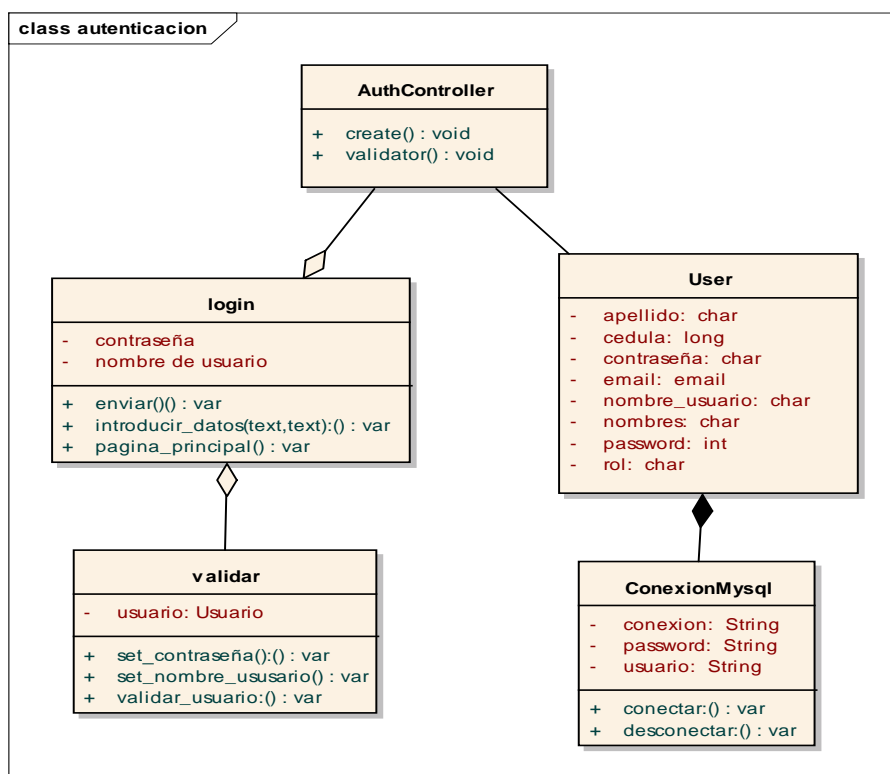 class autenticacion
AuthController
+ create() : void
+ validator() : void
login
- contraseña
- nombre de usuario
+ enviar()() : var
+ introducir_datos(text,text):() : var
+ pagina_principal() : var
User
- apellido: char
- cedula: long
- contraseña: char
- email: email
- nombre_usuario: char
- nombres: char
- password: int
- rol: char
validar
- usuario: Usuario
+ set_contraseña():() : var
+ set_nombre_ususario() : var
+ validar_usuario:() : var
ConexionMysql
- conexion: String
- password: String
- usuario: String
+ conectar:() : var
+ desconectar:() : var